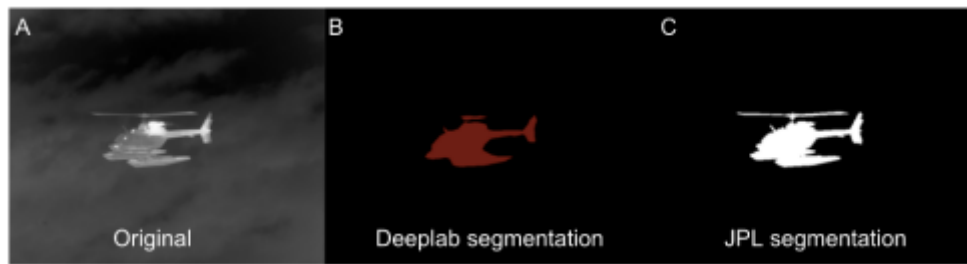 A
B
C
Original
Deeplab segmentation
JPL segmentation